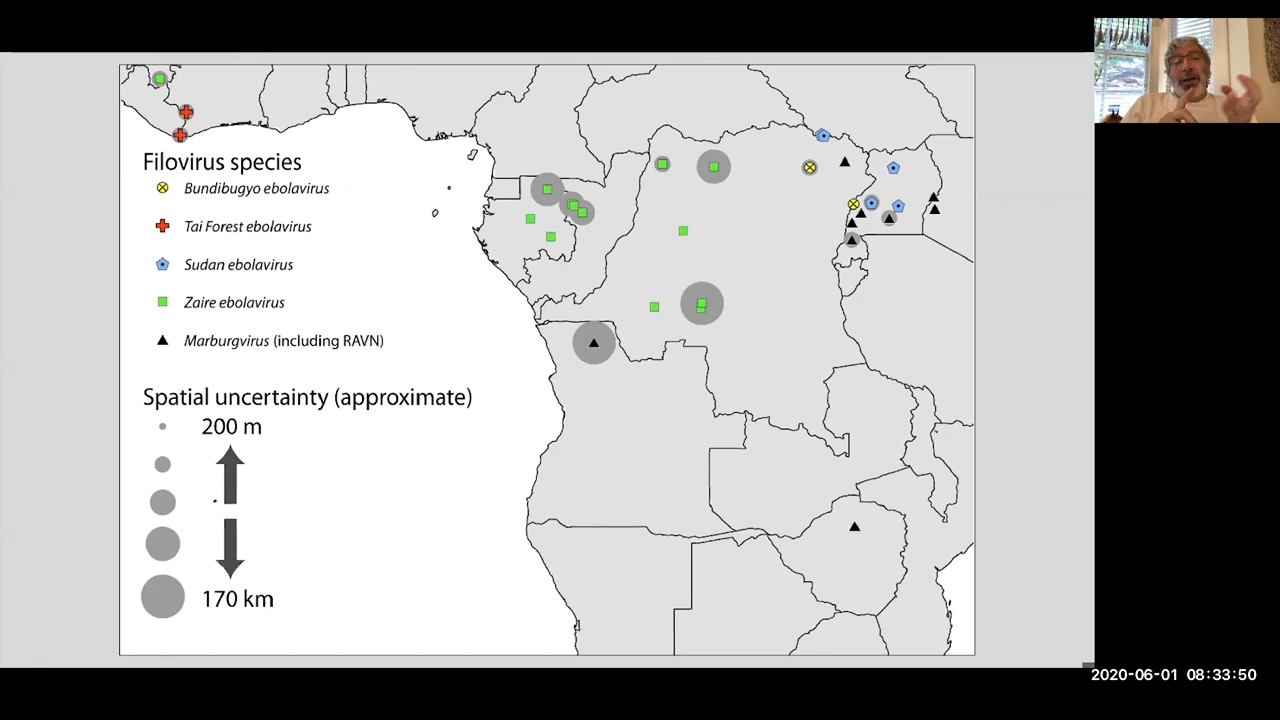 Filovirus species
Bundibugyo ebolavirus
Tai Forest ebolavirus
Sudan ebolavirus
Zaire ebolavirus
Marburgvirus (including RAVN)
Spatial uncertainty (approximate)
200 m
170 km
2020-06-01 08:33:50